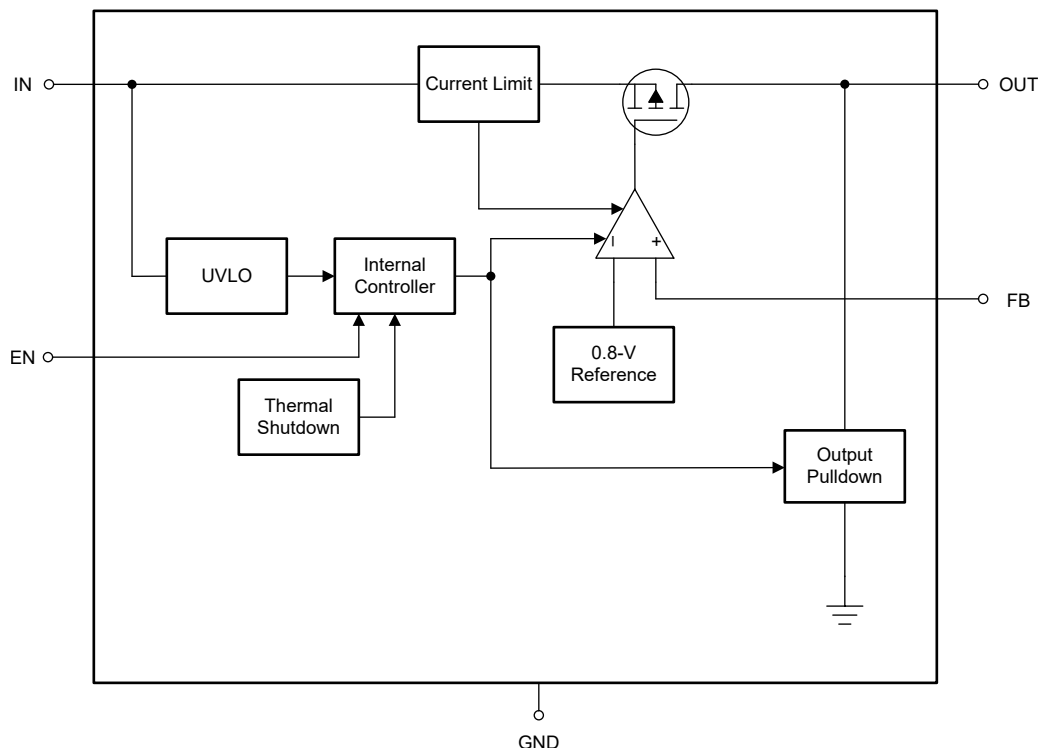 IN
Current Limit
OUT
UVLO
Internal
Controller
–
+
FB
EN
0.8-V
Reference
Thermal
Shutdown
Output
Pulldown
GND